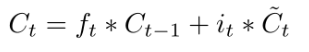 $C_t = f_t * C_{t-1} + i_t * \tilde{C}_t$